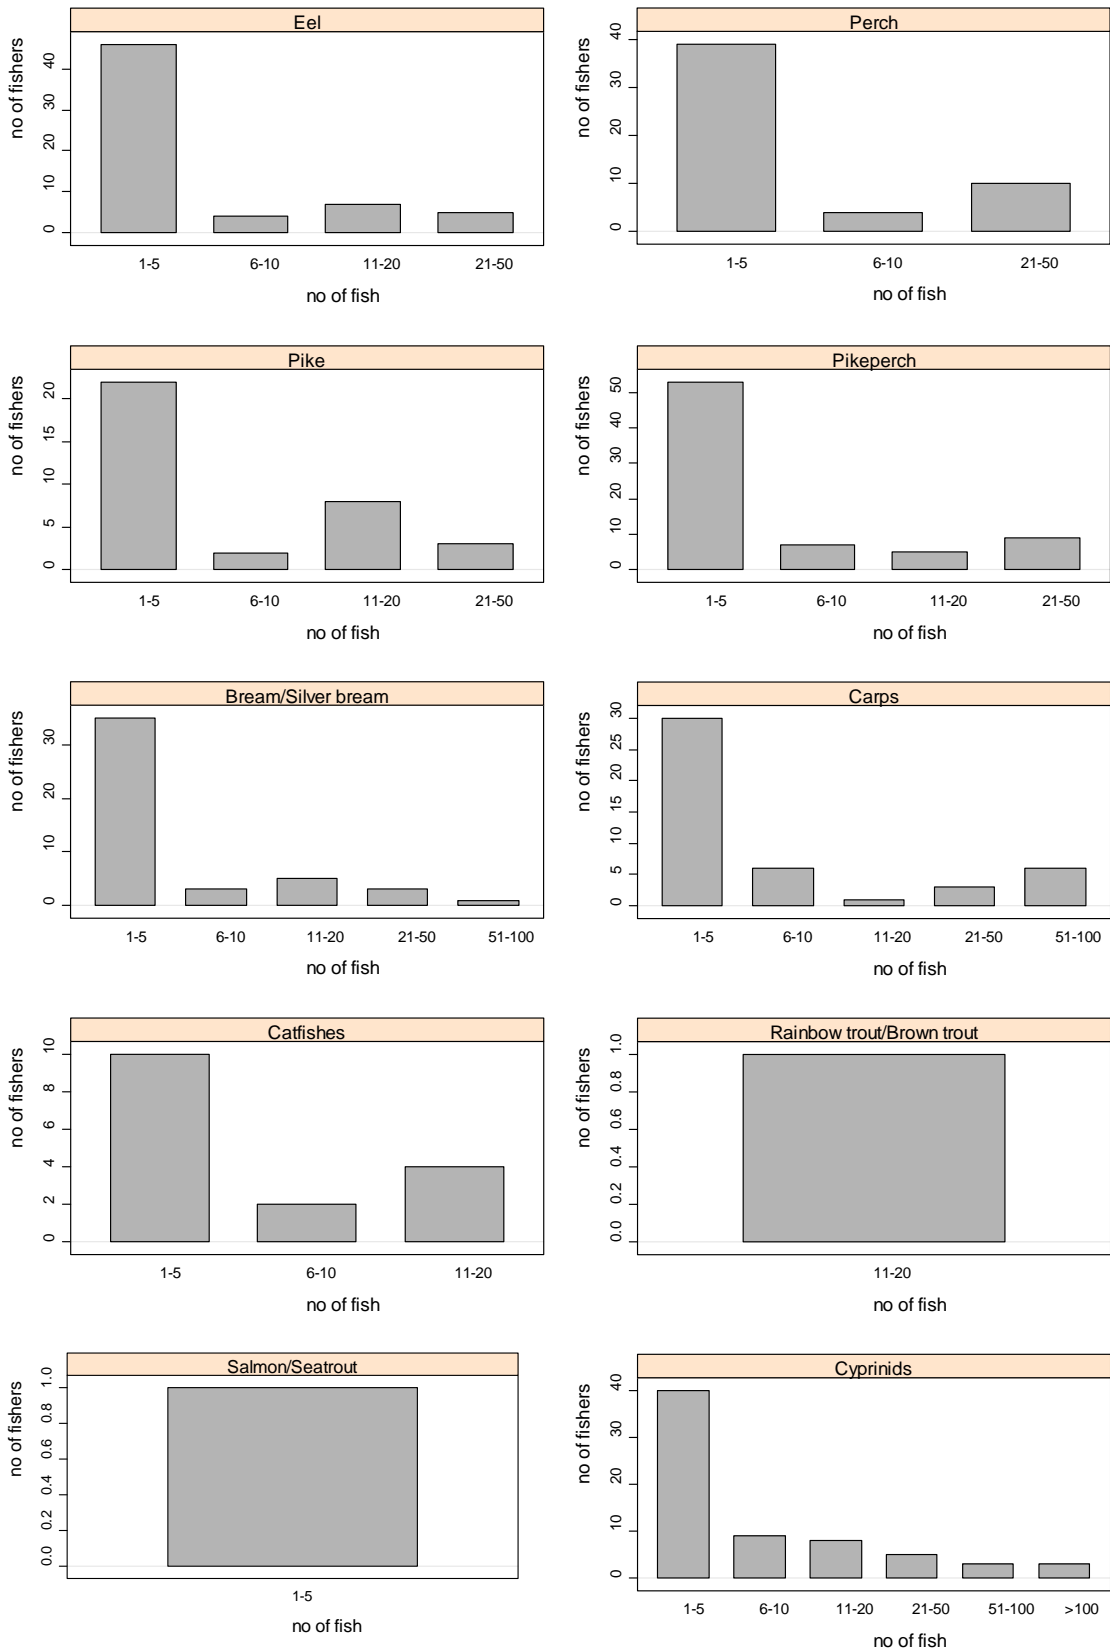 Eel
no of fishers
0 10 20 30 40
1-5 6-10 11-20 21-50
no of fish
Perch
no of fishers
0 10 20 30 40
1-5 6-10 21-50
no of fish
Pike
no of fishers
0 5 10 15 20
1-5 6-10 11-20 21-50
no of fish
Pikeperch
no of fishers
0 10 20 30 40 50
1-5 6-10 11-20 21-50
no of fish
Bream/Silver bream
no of fishers
0 10 20 30
1-5 6-10 11-20 21-50 51-100
no of fish
Carps
no of fishers
0 5 10 15 20 25 30
1-5 6-10 11-20 21-50 51-100
no of fish
Catfishes
no of fishers
0 2 4 6 8 10
1-5 6-10 11-20
no of fish
Rainbow trout/Brown trout
no of fishers
0.0 0.2 0.4 0.6 0.8 1.0
11-20
no of fish
Salmon/Seatrout
no of fishers
0.0 0.2 0.4 0.6 0.8 1.0
1-5
no of fish
Cyprinids
no of fishers
0 10 20 30 40
1-5 6-10 11-20 21-50 51-100 >100
no of fish